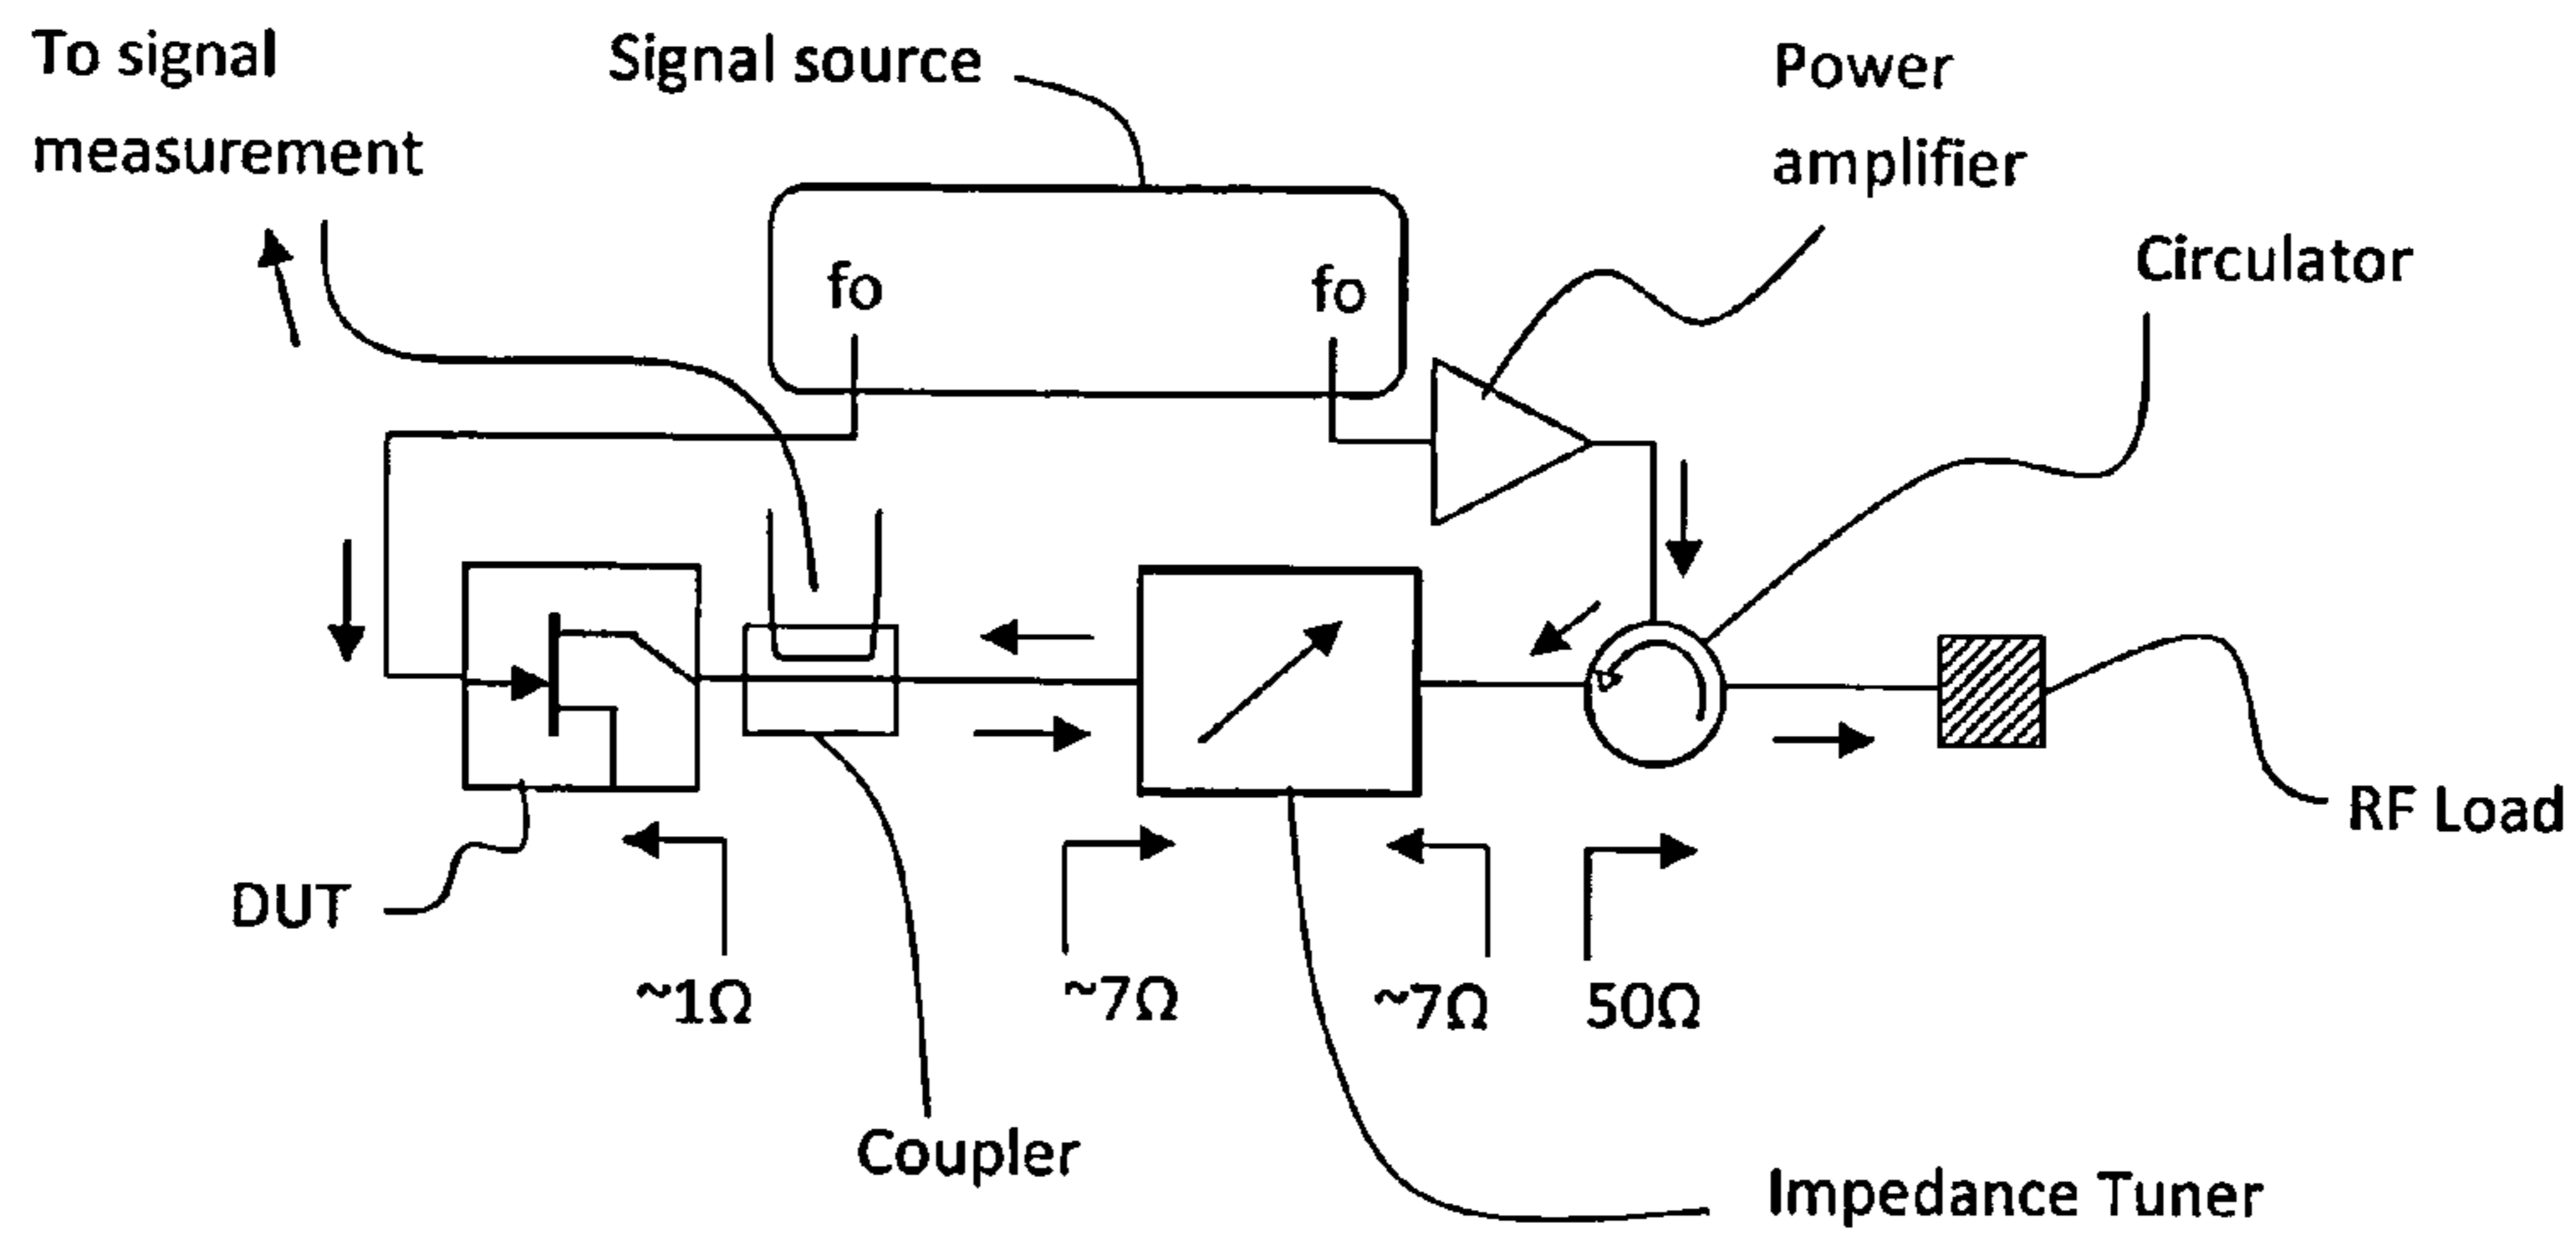 To signal
measurement
Signal source
Power
amplifier
Circulator
fo
fo
RF Load
DUT
~1Ω
~7Ω
~7Ω
50Ω
Coupler
Impedance Tuner